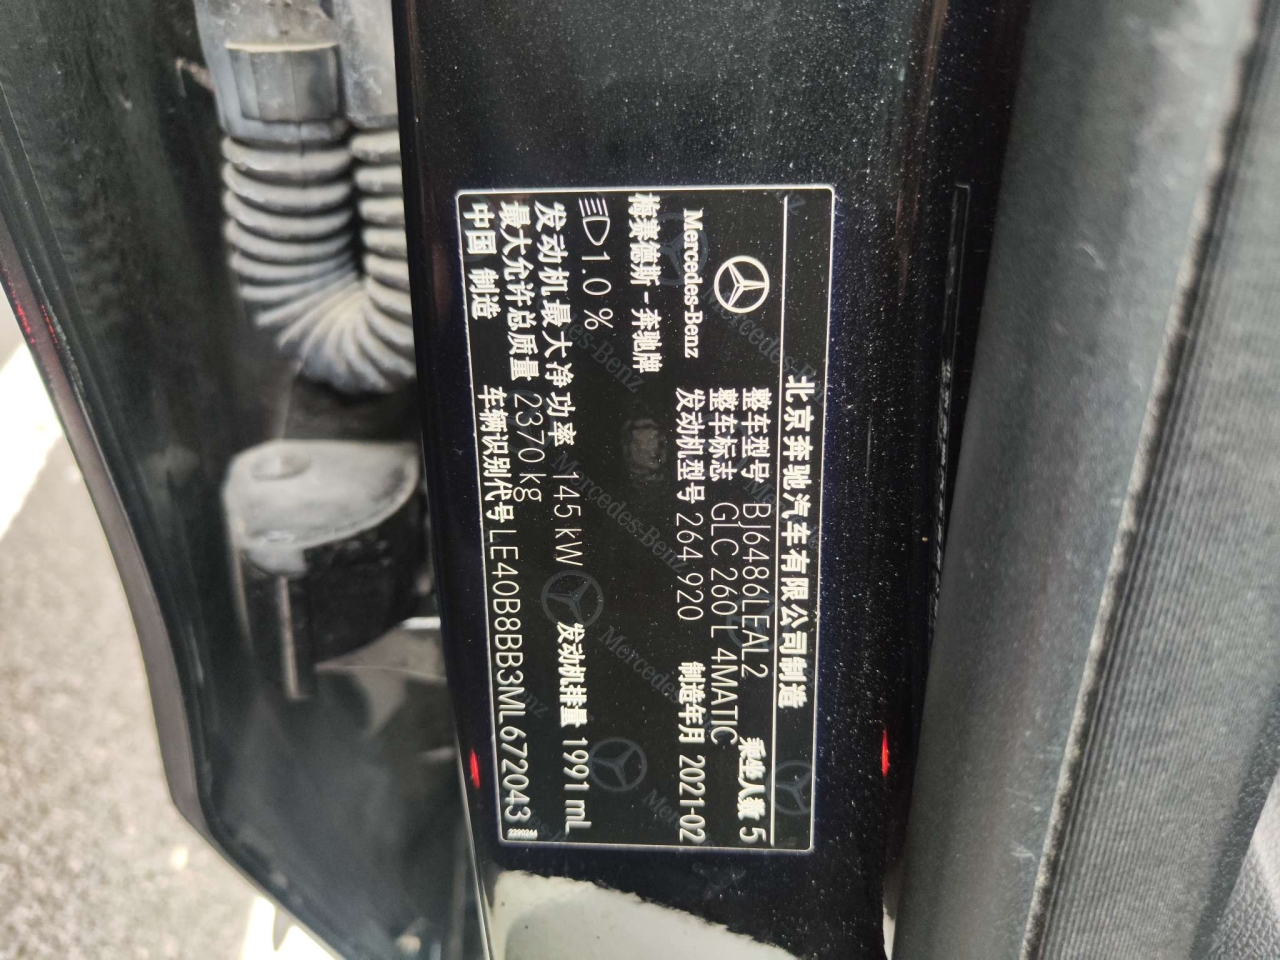 北京奔驰汽车有限公司制造
Mercedes-Benz
梅赛德斯-奔驰牌
整车型号 BJ6486LEAL2
乘坐人数 5
整车标志 GLC 260 L 4MATIC
发动机型号 264 920
制造年月 2021-02
1.0 %
发动机最大净功率 145 kW
发动机排量 1991 mL
最大允许总质量 2370 kg
中国 制造
车辆识别代号 LE40B8BB3ML672043
2290244